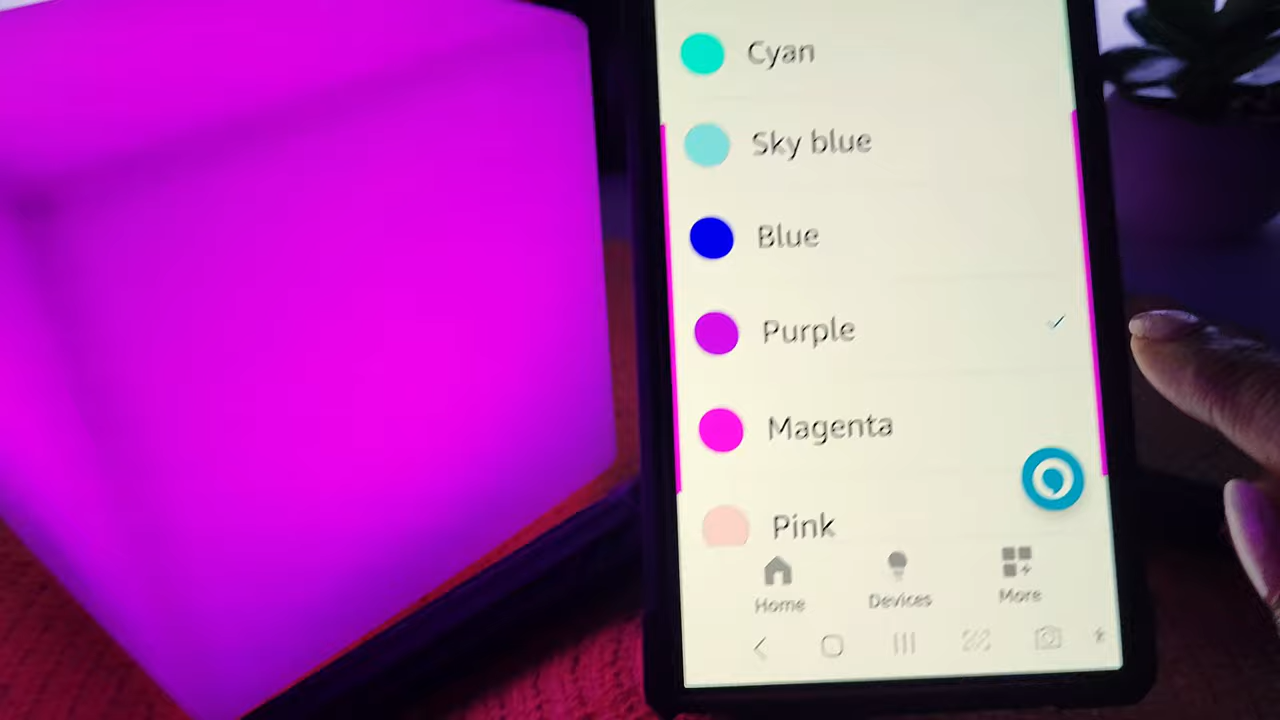 Cyan
Sky blue
Blue
Purple
Magenta
Pink
Home
Devices
More